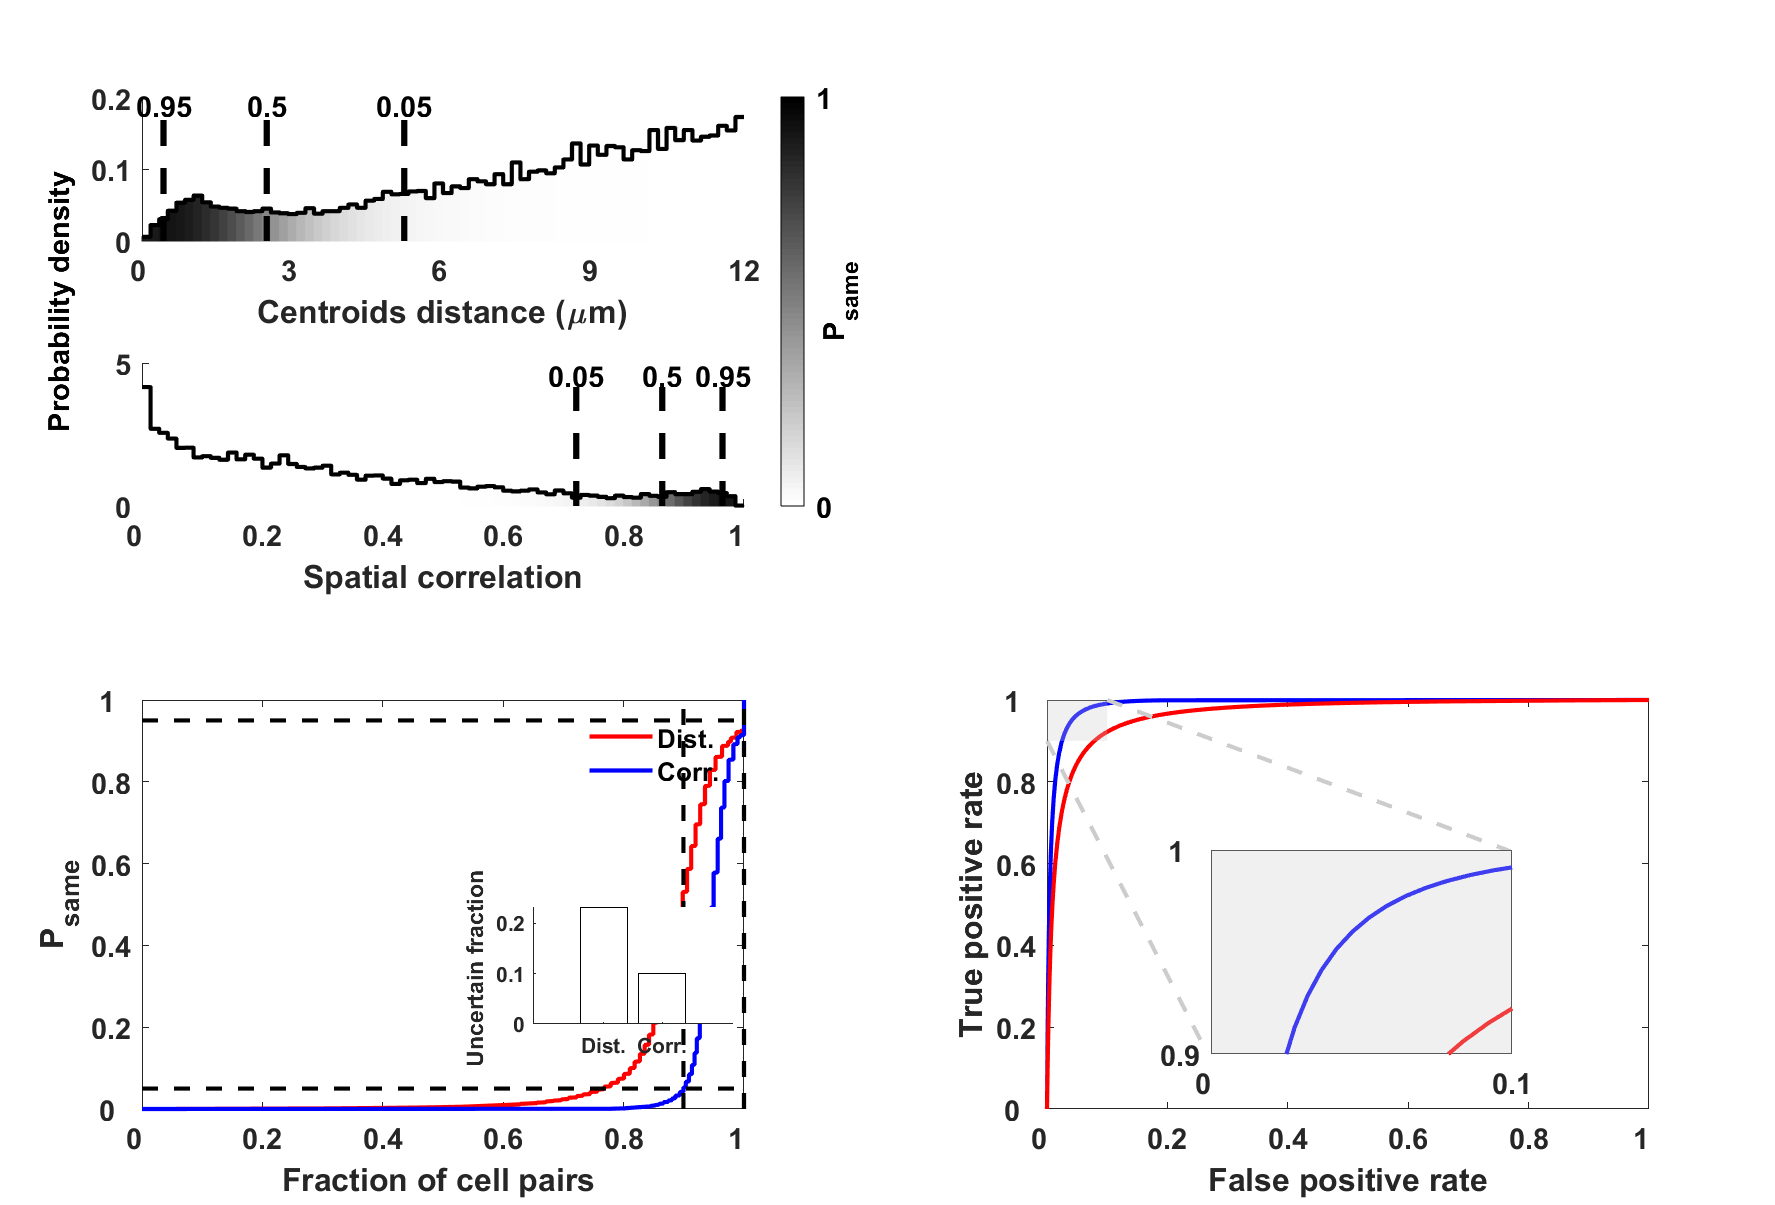 0.2
0.95 0.5 0.05
0.1
0
0 3 6 9 12
Centroids distance (μm)
Probability density
5
0.05 0.5 0.95
0
0 0.2 0.4 0.6 0.8 1
Spatial correlation
1
0
P same
1
0.8
0.6
0.4
0.2
0
P same
Dist.
Corr.
Uncertain fraction
0.2
0.1
0
Dist. Corr.
0 0.2 0.4 0.6 0.8 1
Fraction of cell pairs
1
0.8
0.6
0.4
0.2
0
True positive rate
1
0.9
0 0.1
0 0.2 0.4 0.6 0.8 1
False positive rate